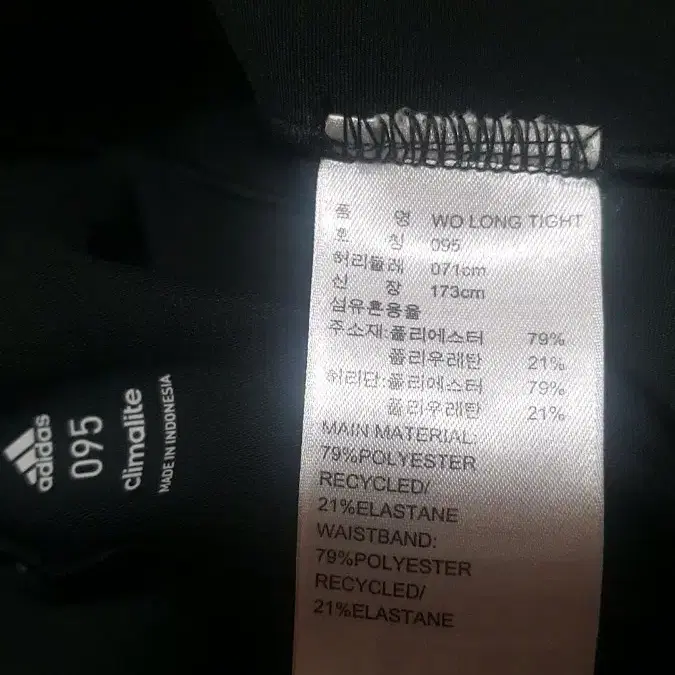 adidas
095
climalite
MADE IN INDONESIA
품 명 WO LONG TIGHT
호 칭 095
허리둘레 071cm
신 장 173cm
섬유혼용율
주소재:폴리에스터 79%
폴리우레탄 21%
허리단:폴리에스터 79%
폴리우레탄 21%
MAIN MATERIAL:
79%POLYESTER
RECYCLED/
21%ELASTANE
WAISTBAND:
79%POLYESTER
RECYCLED/
21%ELASTANE